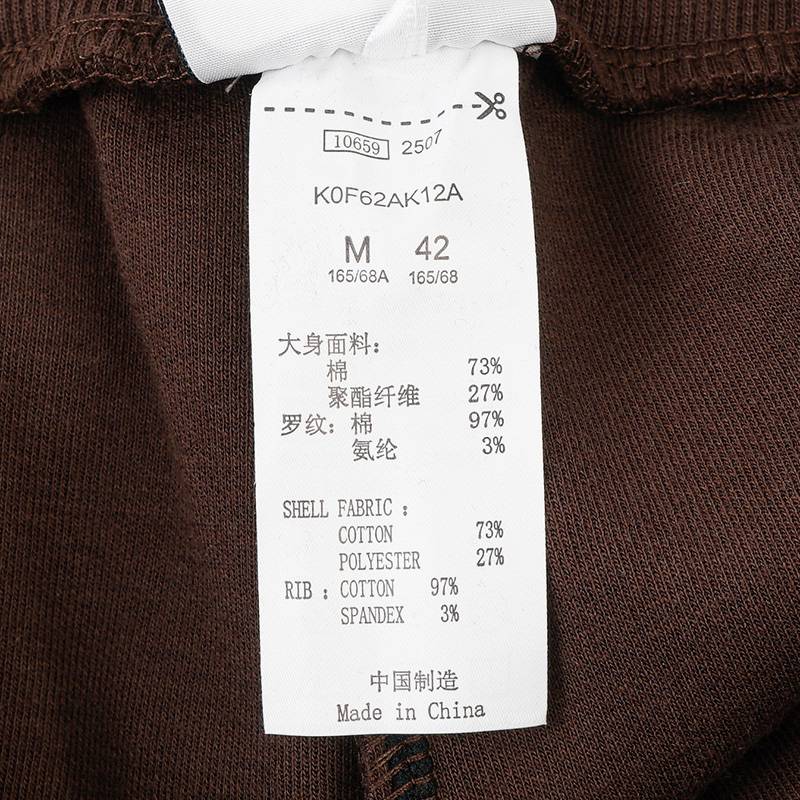 10659 2507
K0F62AK12A
M 42
165/68A 165/68
大身面料:
棉 73%
聚酯纤维 27%
罗纹: 棉 97%
氨纶 3%
SHELL FABRIC :
COTTON 73%
POLYESTER 27%
RIB : COTTON 97%
SPANDEX 3%
中国制造
Made in China